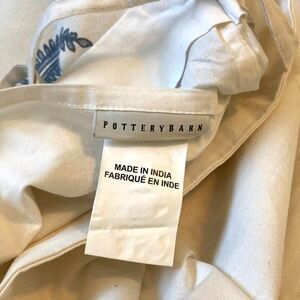 POTTERYBARN
MADE IN INDIA
FABRIQUÉ EN INDE